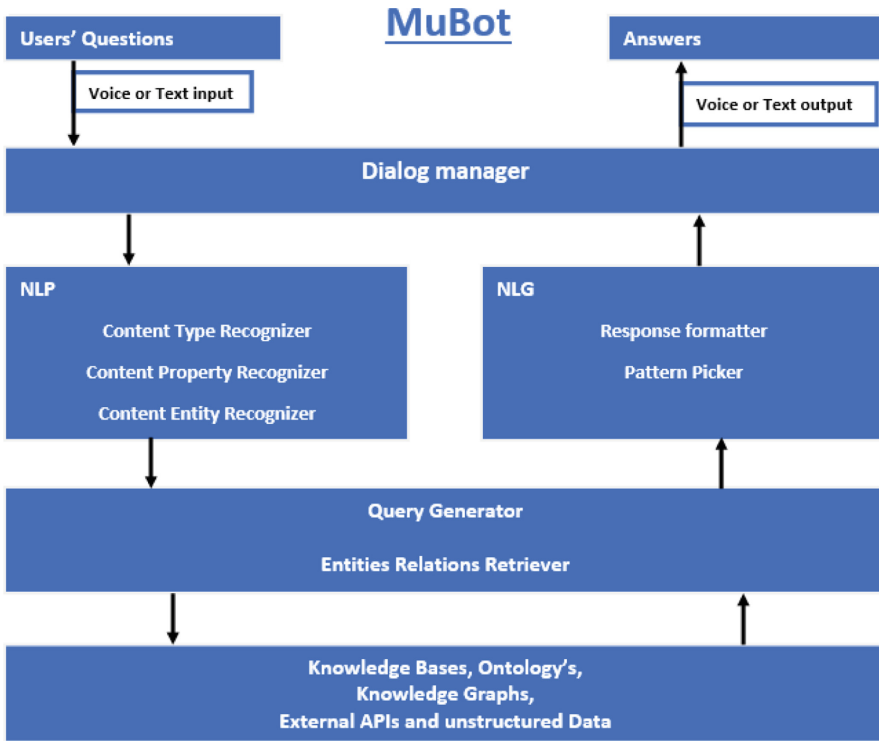 MuBot
Users’ Questions
Answers
Voice or Text input
Voice or Text output
Dialog manager
NLP
Content Type Recognizer
Content Property Recognizer
Content Entity Recognizer
NLG
Response formatter
Pattern Picker
Query Generator
Entities Relations Retriever
Knowledge Bases, Ontology’s,
Knowledge Graphs,
External APIs and unstructured Data